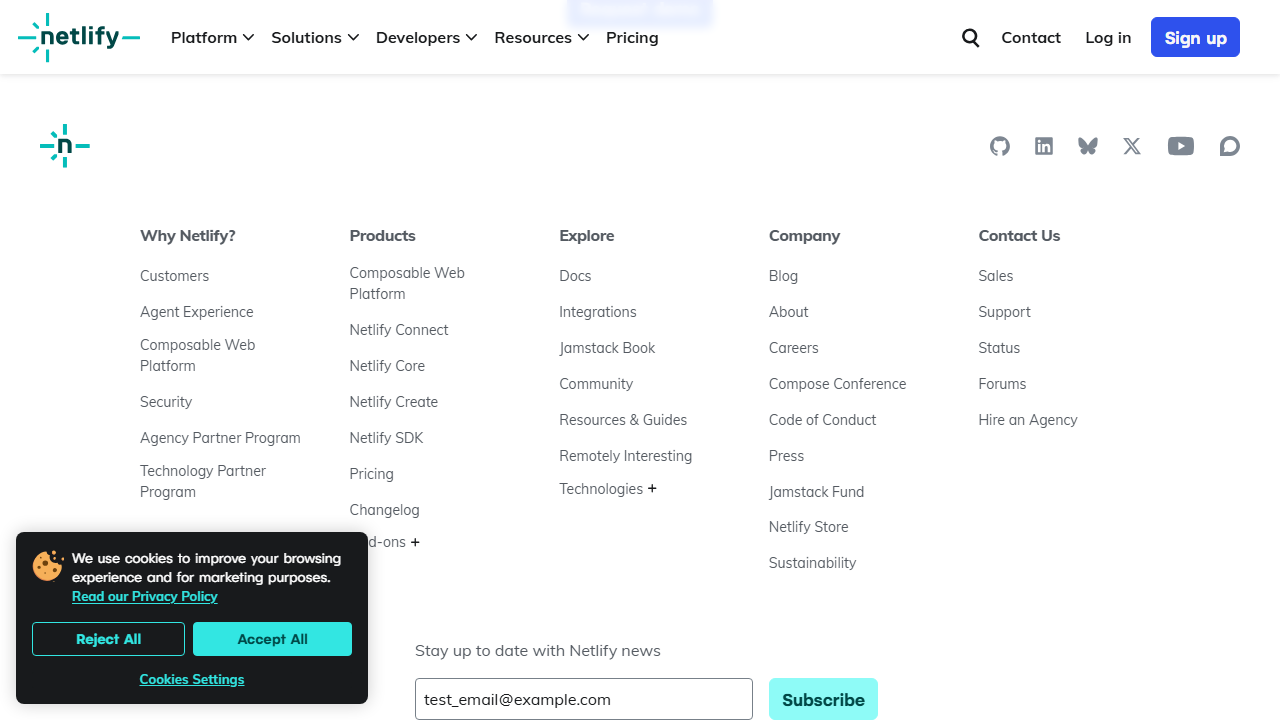 netlify
Platform
Solutions
Developers
Resources
Pricing
Contact
Log in
Sign up
n
Why Netlify?
Customers
Agent Experience
Composable Web
Platform
Security
Agency Partner Program
Technology Partner
Program
Products
Composable Web
Platform
Netlify Connect
Netlify Core
Netlify Create
Netlify SDK
Pricing
Changelog
d-ons +
Explore
Docs
Integrations
Jamstack Book
Community
Resources & Guides
Remotely Interesting
Technologies +
Company
Blog
About
Careers
Compose Conference
Code of Conduct
Press
Jamstack Fund
Netlify Store
Sustainability
Contact Us
Sales
Support
Status
Forums
Hire an Agency
We use cookies to improve your browsing
experience and for marketing purposes.
Read our Privacy Policy
Reject All
Accept All
Cookies Settings
Stay up to date with Netlify news
test_email@example.com
Subscribe